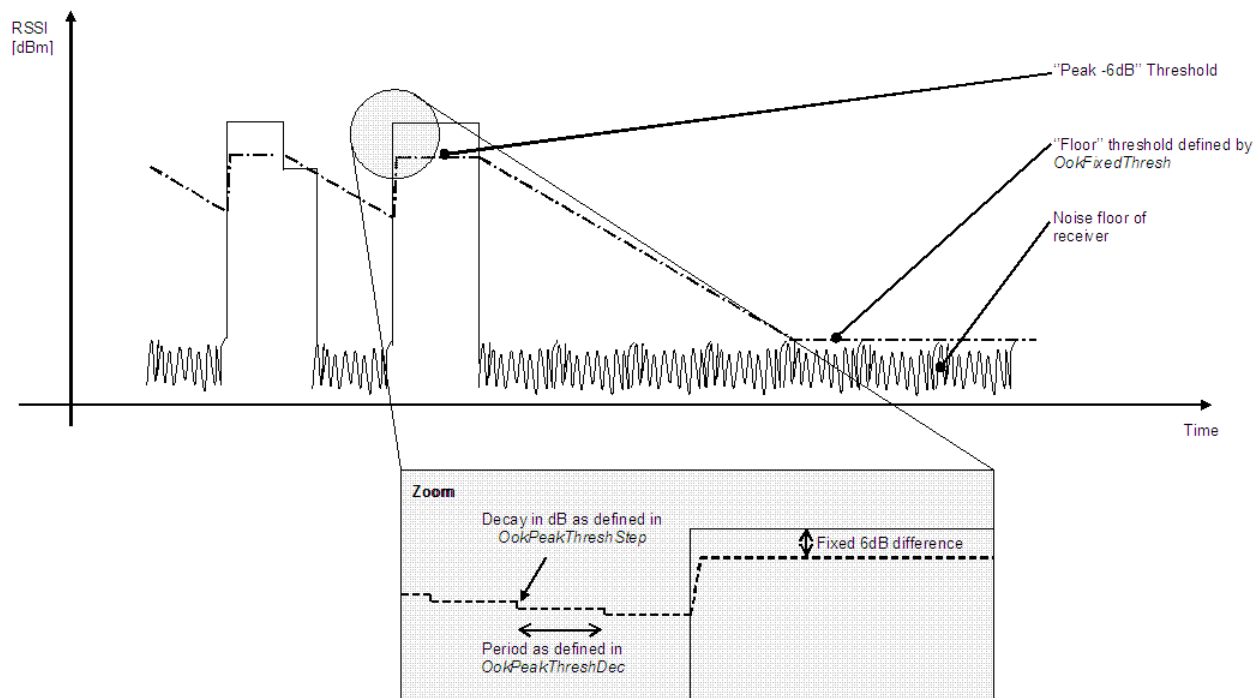 RSSI
[dBm]
"Peak -6dB" Threshold
"Floor" threshold defined by
OokFixedThresh
Noise floor of
receiver
Time
Zoom
Decay in dB as defined in
OokPeakThreshStep
Fixed 6dB difference
Period as defined in
OokPeakThreshDec